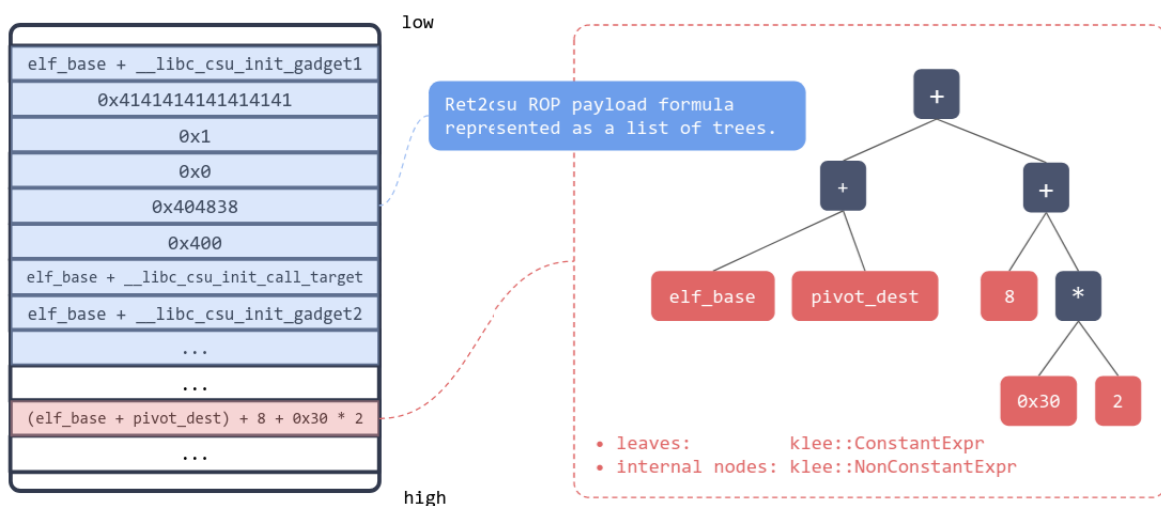 low
elf_base + __libc_csu_init_gadget1
0x4141414141414141
0x1
0x0
0x404838
0x400
elf_base + __libc_csu_init_call_target
elf_base + __libc_csu_init_gadget2
...
...
(elf_base + pivot_dest) + 8 + 0x30 * 2
...
high
Ret2csu ROP payload formula
represented as a list of trees.
+
+
+
elf_base
pivot_dest
8
*
0x30
2
• leaves: klee::ConstantExpr
• internal nodes: klee::NonConstantExpr